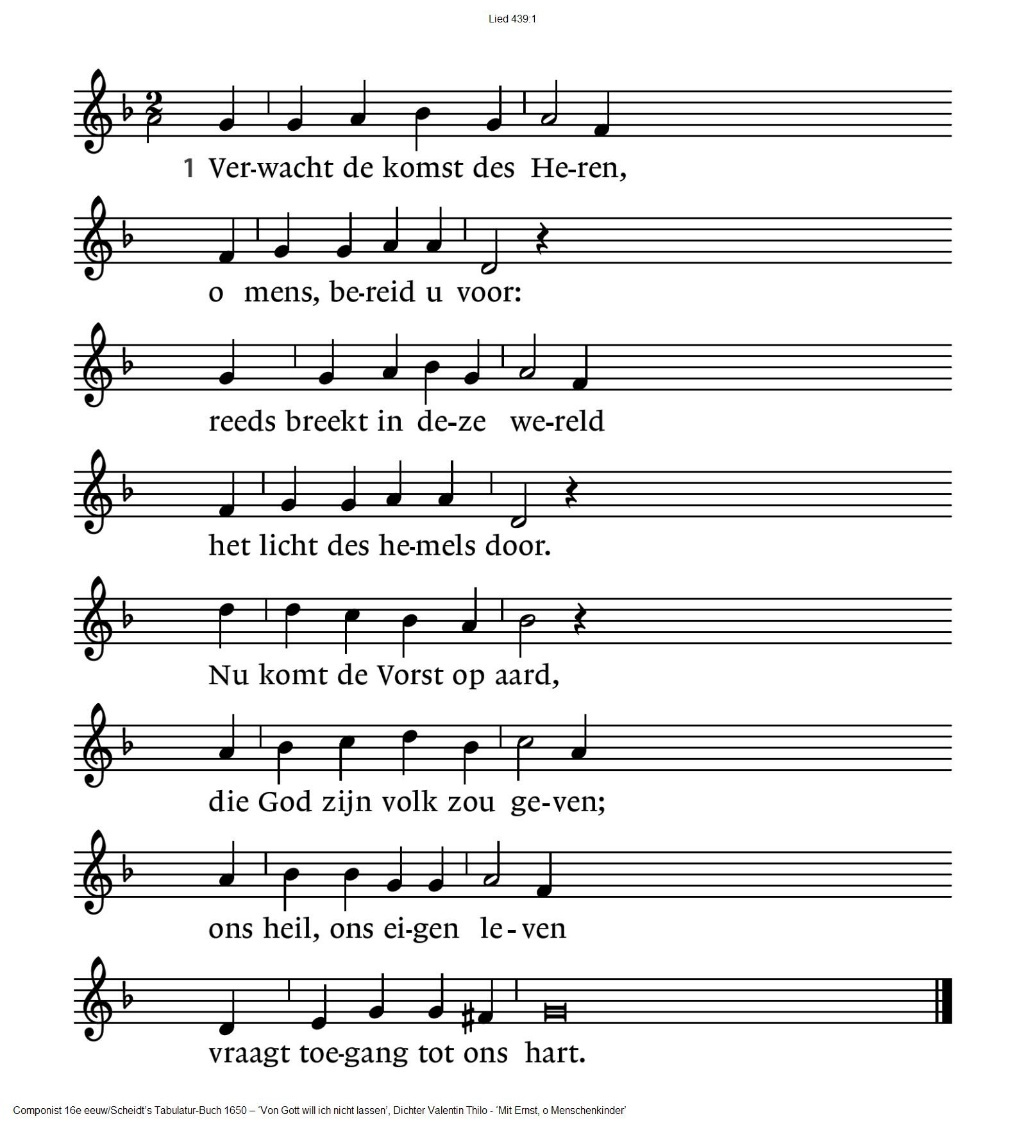 Lied 439:1
2
1 Ver-wacht de komst des He-ren,
o mens, be-reid u voor:
reeds breekt in de-ze we-reld
het licht des he-mels door.
Nu komt de Vorst op aard,
die God zijn volk zou ge-ven;
ons heil, ons ei-gen le-ven
vraagt toe-gang tot ons hart.
Componist 16e eeuw/Scheidt's Tabulatur-Buch 1650 – 'Von Gott will ich nicht lassen', Dichter Valentin Thilo - 'Mit Ernst, o Menschenkinder'